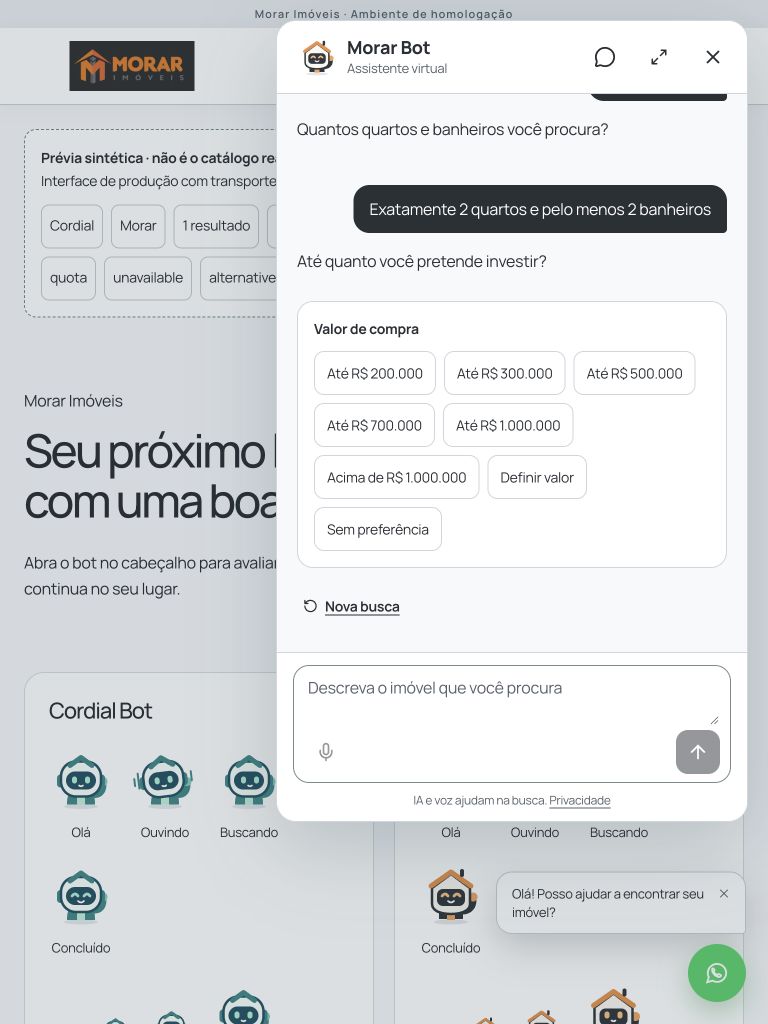 Morar Imóveis · Ambiente de homologação
MORAR
IMÓVEIS
Prévia sintética · não é o catálogo re
Interface de produção com transporte
Cordial
Morar
1 resultado
quota
unavailable
alternative
Morar Imóveis
Seu próximo
com uma boa
Abra o bot no cabeçalho para avaliar
continua no seu lugar.
Cordial Bot
Olá
Ouvindo
Buscando
Concluído
Morar Bot
Assistente virtual
Quantos quartos e banheiros você procura?
Exatamente 2 quartos e pelo menos 2 banheiros
Até quanto você pretende investir?
Valor de compra
Até R$ 200.000
Até R$ 300.000
Até R$ 500.000
Até R$ 700.000
Até R$ 1.000.000
Acima de R$ 1.000.000
Definir valor
Sem preferência
Nova busca
Descreva o imóvel que você procura
IA e voz ajudam na busca. Privacidade
Olá
Ouvindo
Buscando
Concluído
Olá! Posso ajudar a encontrar seu
imóvel?